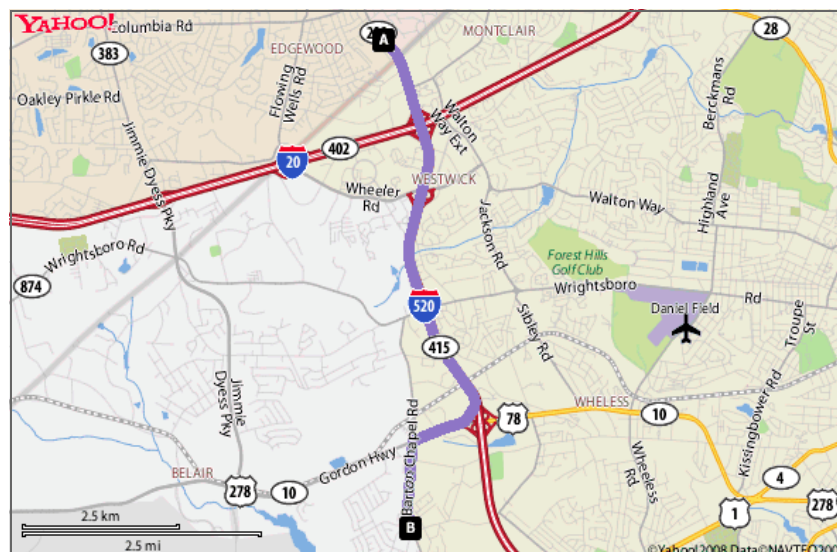 YAHOO!
Columbia Rd
383
EDGEWOOD
A
MONTCLAIR
28
Oakley Pirkle Rd
Flowing
Wells Rd
Berckmans
Rd
Walton
Way Ext
402
20
Jimmie Dyess Pky
WESTWICK
Wheeler
Rd
Walton Way
Highland
Ave
Jackson Rd
Wrightsboro Rd
874
Forest Hills
Golf Club
Wrightsboro
Rd
Daniel Field
520
415
Sibley Rd
Troupe
St
Jimmie
Dyess Pky
WHELESS
78
10
Barton Chapel Rd
Gordon Hwy
BELAIR
278
10
Wheeless
Rd
Kissingbower Rd
4
1
278
B
2.5 km
2.5 mi
©Yahoo!2008 Data©NAVTEQ20